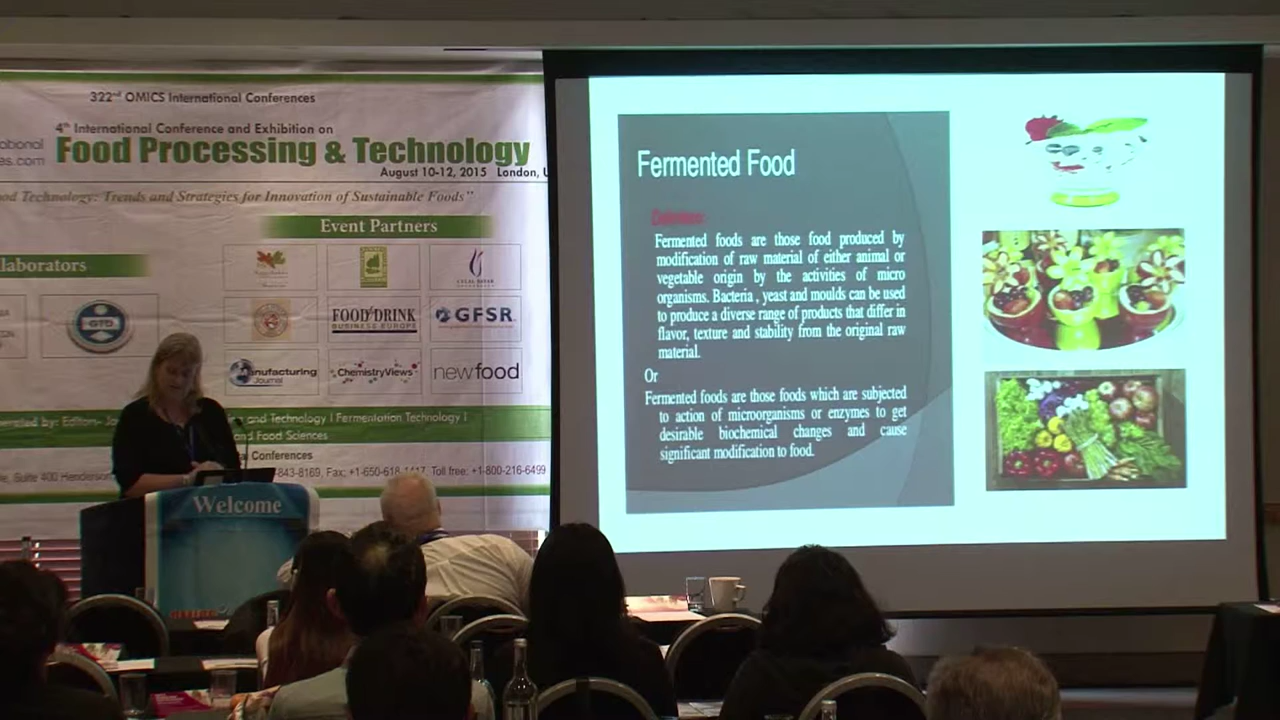 322nd OMICS International Conferences
4th International Conference and Exhibition on
Food Processing & Technology
August 10-12, 2015 London,
Technology: Trends and Strategies for Innovation of Sustainable Foods"
Event Partners
GTD
FOOD & DRINK
BUSINESS EUROPE
GFSR
Journal
ChemistryViews
newfood
and Technology I Fermentation Technology I
and Food Sciences
Conferences
Suite 400 Henderson
843-8169, Fax: +1-650-618-1417, Toll free: +1-800-216-6499
Welcome
Fermented Food
Definition:
Fermented foods are those food produced by
modification of raw material of either animal or
vegetable origin by the activities of micro
organisms. Bacteria , yeast and moulds can be used
to produce a diverse range of products that differ in
flavor, texture and stability from the original raw
material.
Or
Fermented foods are those foods which are subjected
to action of microorganisms or enzymes to get
desirable biochemical changes and cause
significant modification to food.